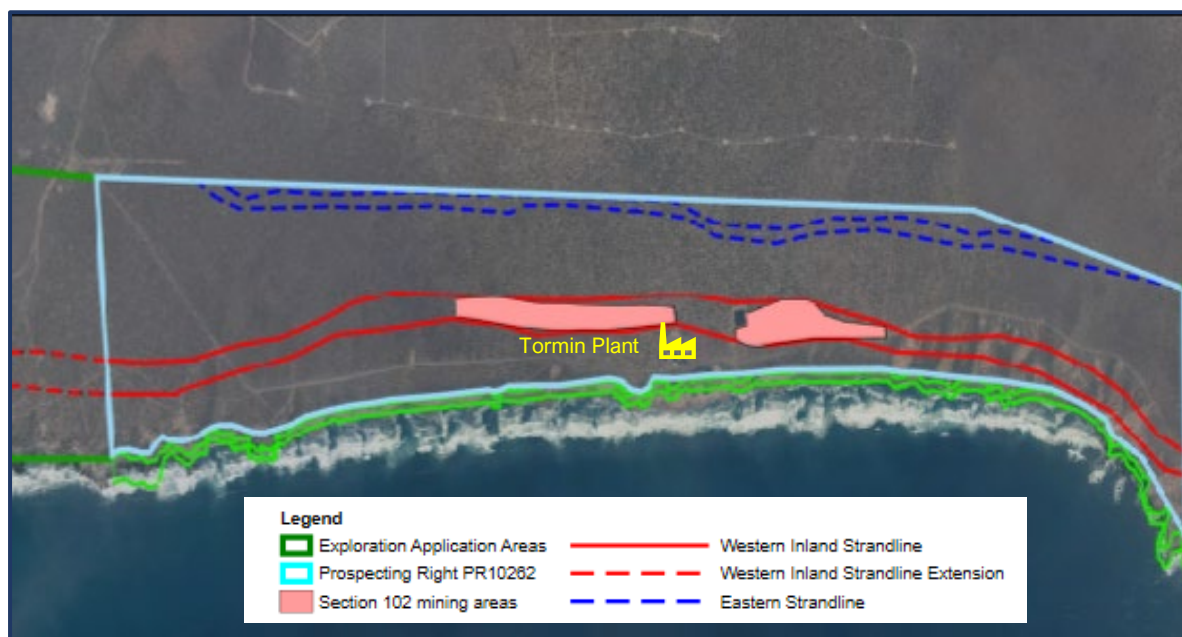 Tormin Plant
Legend
Exploration Application Areas
Prospecting Right PR10262
Section 102 mining areas
Western Inland Strandline
Western Inland Strandline Extension
Eastern Strandline